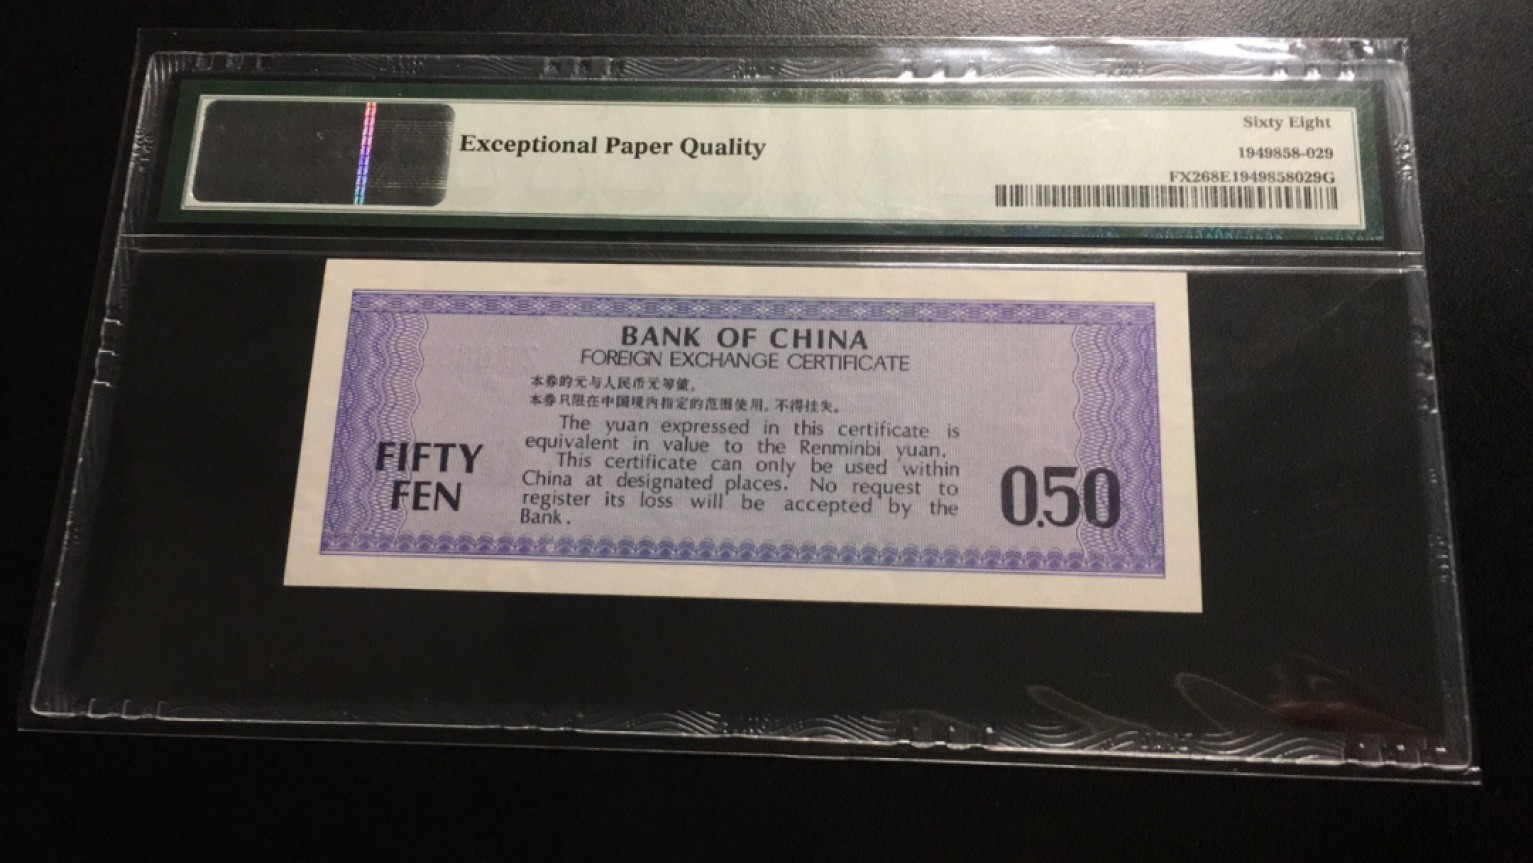 Exceptional Paper Quality
Sixty Eight
1949858-029
FX268E1949858029G
BANK OF CHINA
FOREIGN EXCHANGE CERTIFICATE
本券的元与人民币元等值。
本券只限在中国境内指定的范围使用。不得挂失。
The yuan expressed in this certificate is
equivalent in value to the Renminbi yuan.
This certificate can only be used within
China at designated places. No request to
register its loss will be accepted by the
Bank.
FIFTY
FEN
0.50